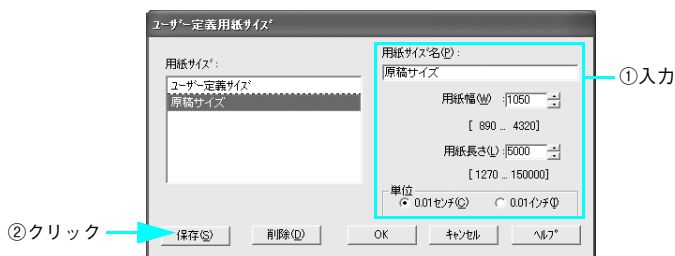 ユーザー定義用紙サイズ
用紙サイズ:
ユーザー定義サイズ
原稿サイズ
用紙サイズ名(P):
原稿サイズ
用紙幅(W) :1050
[ 890 ... 4320]
用紙長さ(L) :5000
[ 1270 ... 150000]
単位
0.01センチ(C) 0.01インチ(I)
①入力
②クリック
保存(S) 削除(D) OK キャンセル ヘルプ